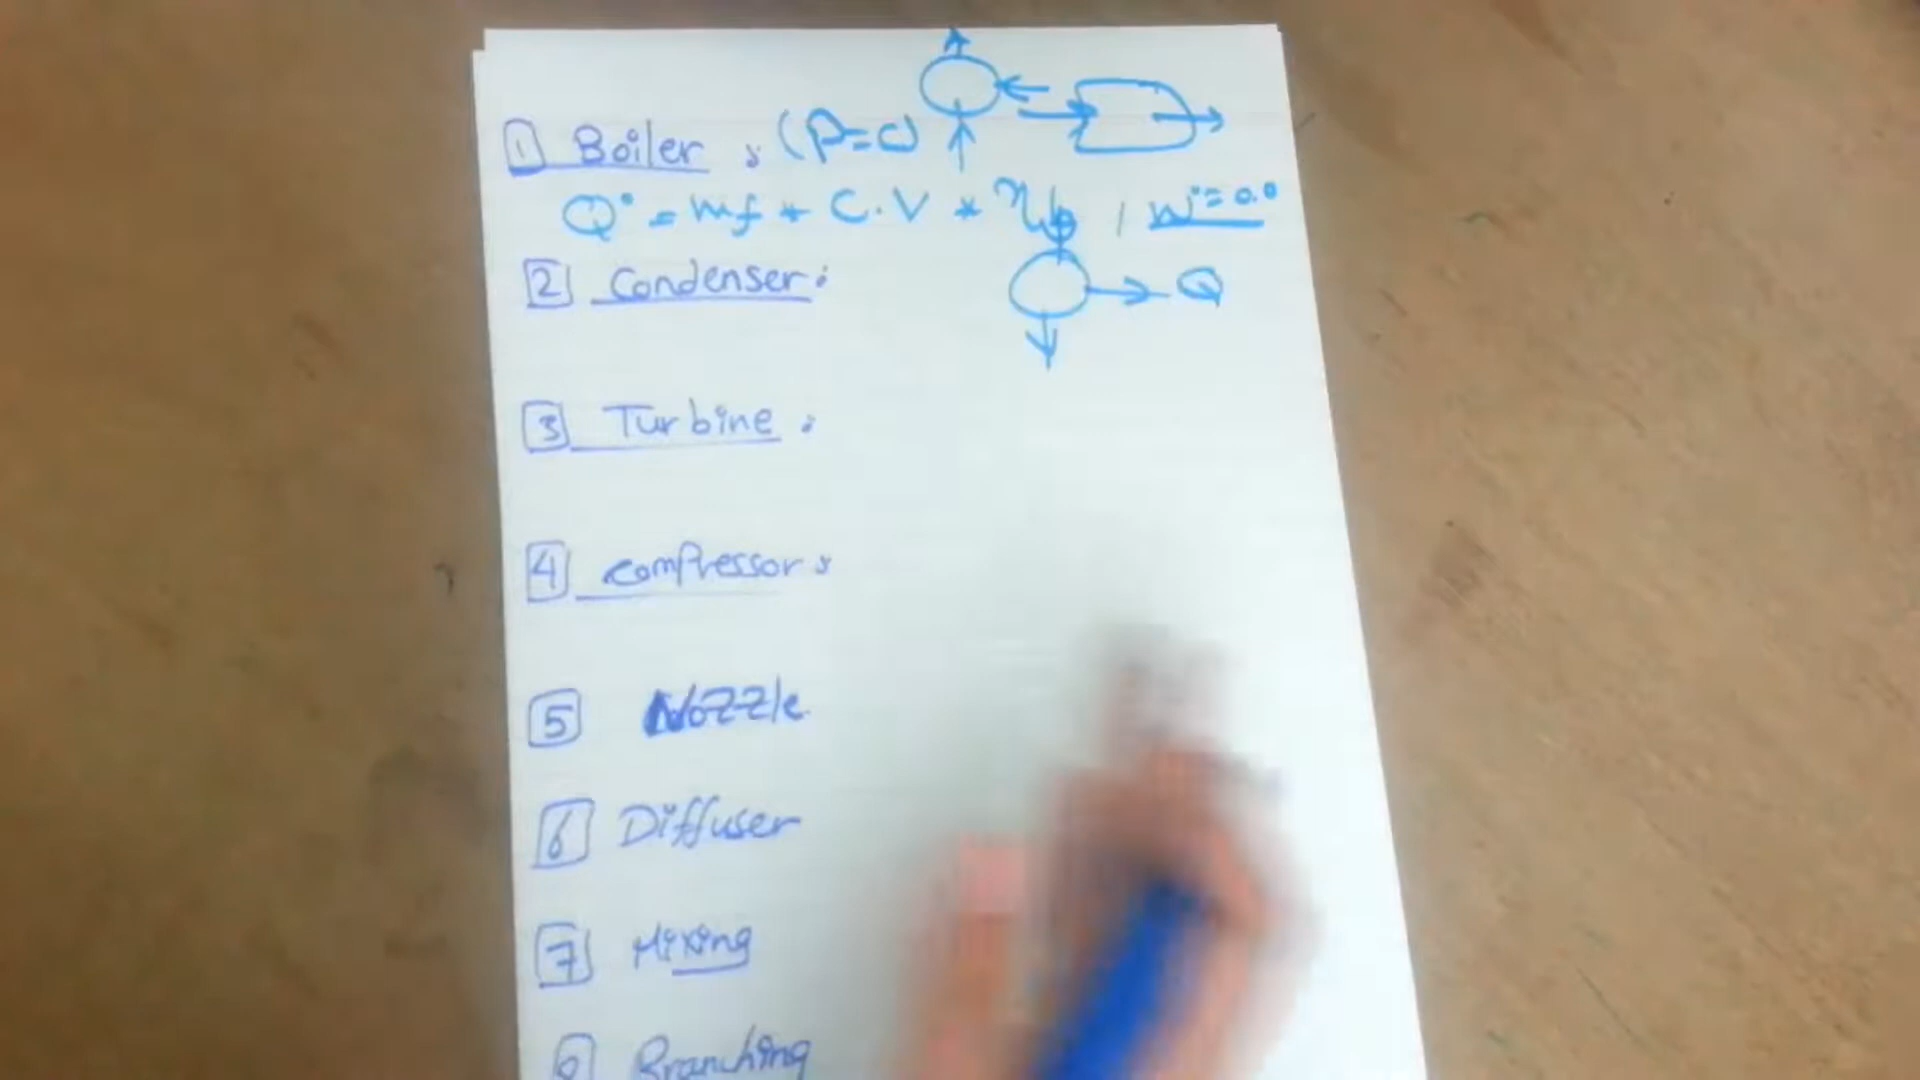 1 Boiler : (P=C)
Q° = mf * C.V * η , W°=0.0
2 Condenser: Q
3 Turbine :
4 compressor:
5 Nozzle
6 Diffuser
7 Mixing
8 Branching